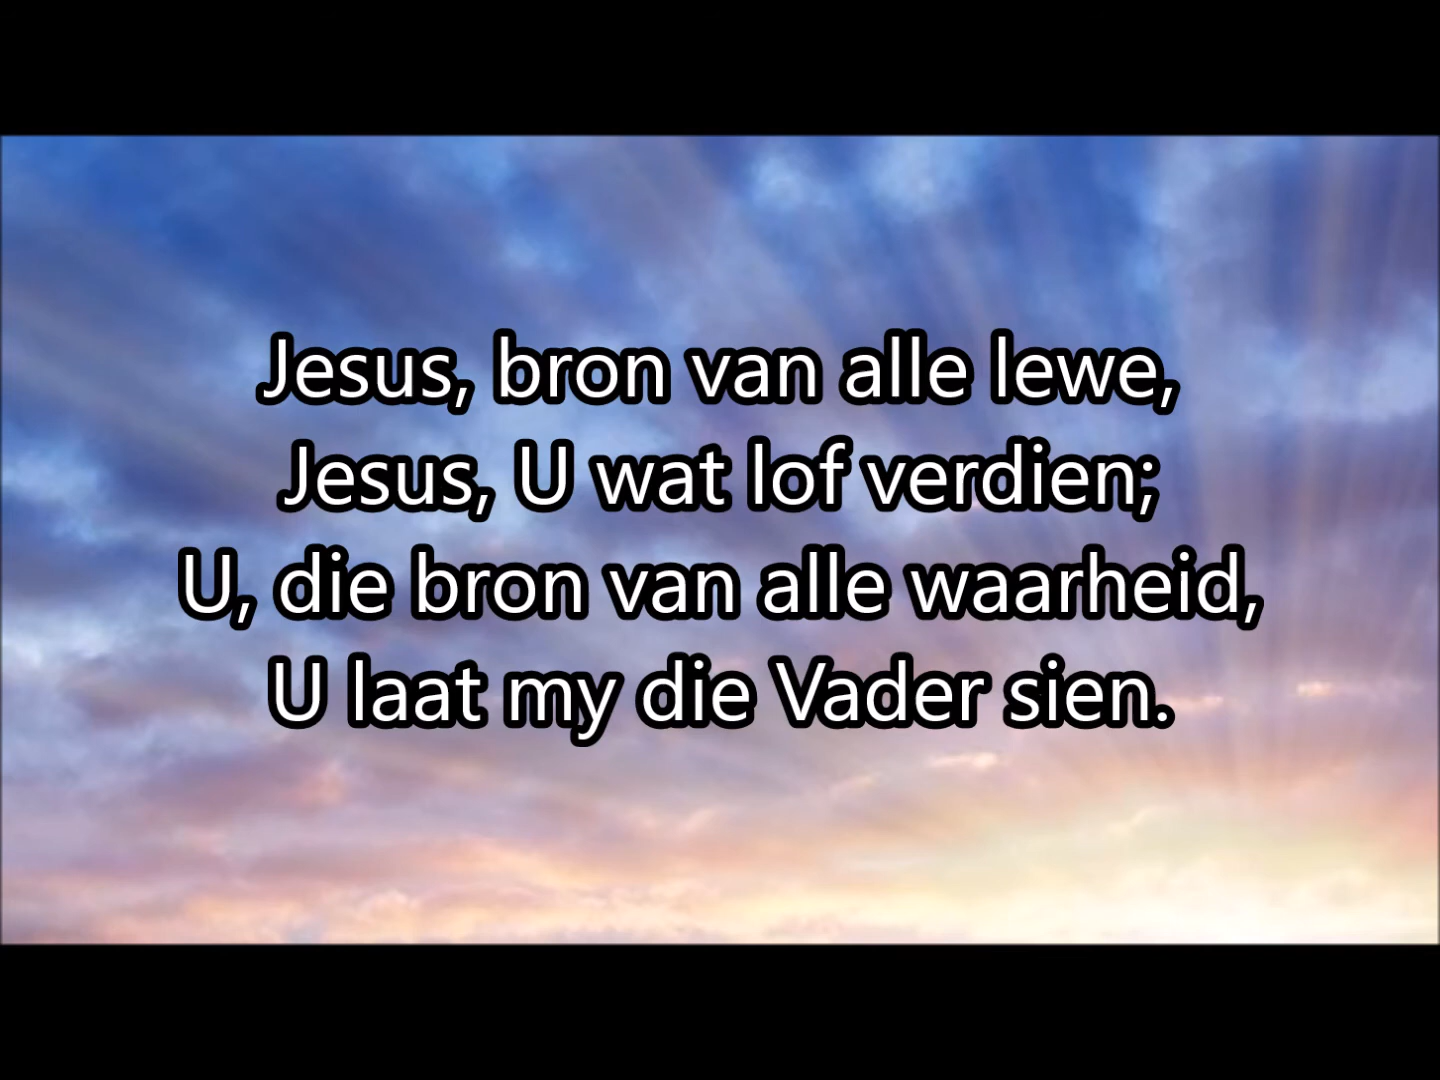 Jesus, bron van alle lewe,
Jesus, U wat lof verdien;
U, die bron van alle waarheid,
U laat my die Vader sien.